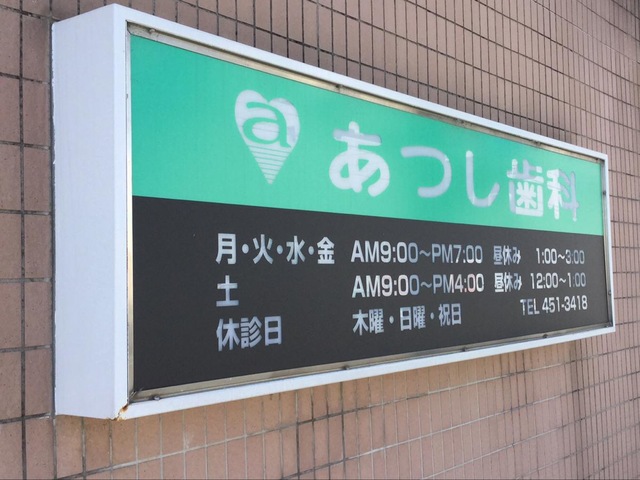 a あつし歯科
月・火・水・金 AM9:00〜PM7:00 昼休み 1:00〜3:00
土 AM9:00〜PM4:00 昼休み 12:00〜1:00
休診日 木曜・日曜・祝日 TEL 451-3418